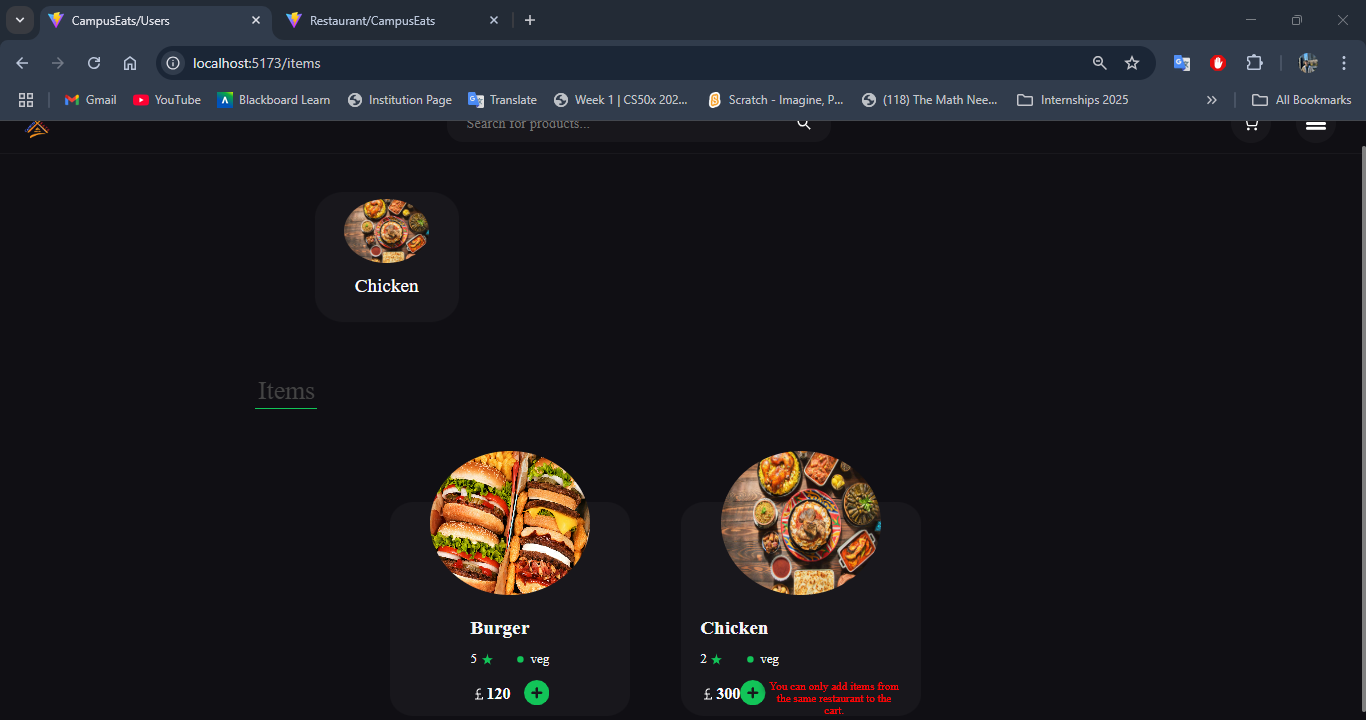 CampusEats/Users
Restaurant/CampusEats
localhost:5173/items
Gmail
YouTube
Blackboard Learn
Institution Page
Translate
Week 1 | CS50x 202...
Scratch - Imagine, P...
(118) The Math Nee...
Internships 2025
»
All Bookmarks
Search for products...
Chicken
Items
Burger
5 ★ veg
£ 120
Chicken
2 ★ veg
£ 300
You can only add items from
the same restaurant to the
cart.